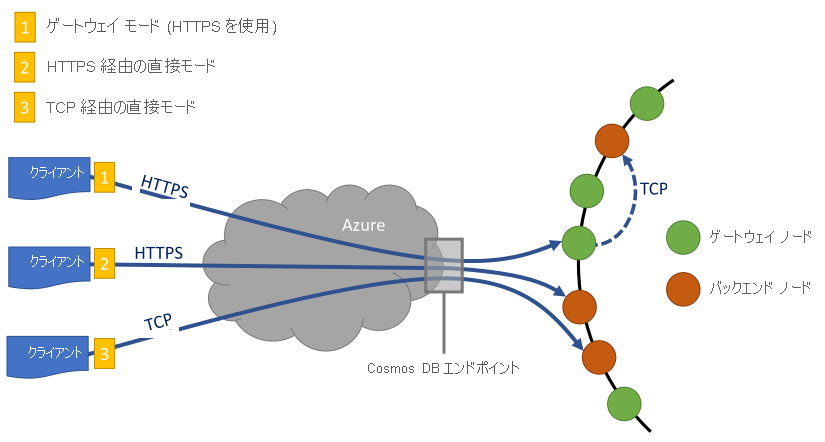 1 ゲートウェイ モード (HTTPS を使用)
2 HTTPS 経由の直接モード
3 TCP 経由の直接モード
クライアント 1 HTTPS
Azure
TCP
ゲートウェイ ノード
クライアント 2 HTTPS
バックエンド ノード
TCP
クライアント 3
Cosmos DB エンドポイント